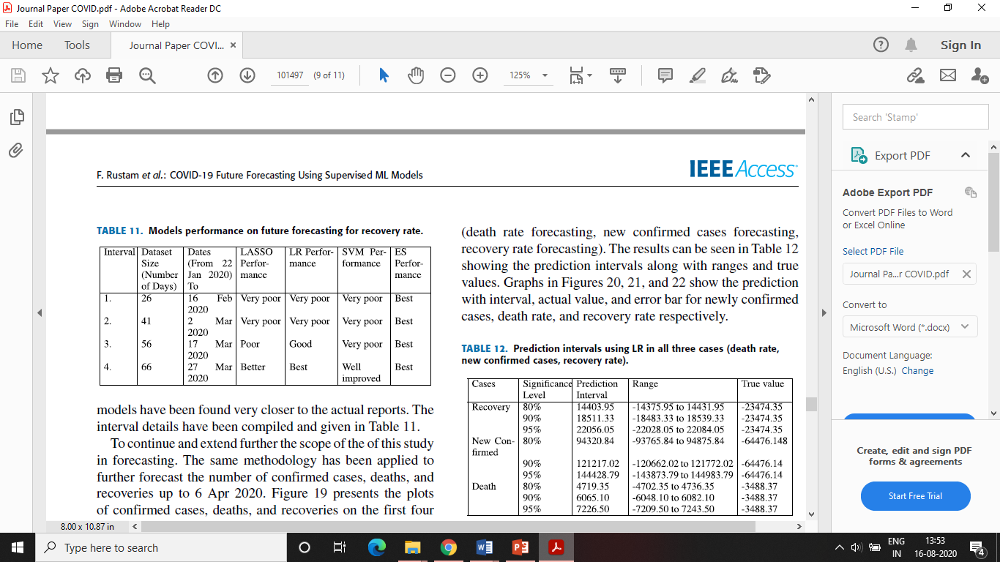 Journal Paper COVID.pdf - Adobe Acrobat Reader DC
File Edit View Sign Window Help
Home Tools Journal Paper COVI... × ? Sign In
101497 (9 of 11) 125%
Search 'Stamp'
Export PDF
Adobe Export PDF
Convert PDF Files to Word
or Excel Online
Select PDF File
Journal Pa...r COVID.pdf
Convert to
Microsoft Word (*.docx)
Document Language:
English (U.S.) Change
Create, edit and sign PDF
forms & agreements
Start Free Trial
F. Rustam et al.: COVID-19 Future Forecasting Using Supervised ML Models
IEEE Access
TABLE 11. Models performance on future forecasting for recovery rate.
Interval Dataset Dates LASSO LR Perfor- SVM Per- ES
Size (From 22 Perfor- mance formance Perfor-
(Number Jan 2020) mance mance
of Days) To
1. 26 16 Feb Very poor Very poor Very poor Best
2020
2. 41 2 Mar Very poor Very poor Very poor Best
2020
3. 56 17 Mar Poor Good Very poor Best
2020
4. 66 27 Mar Better Best Well Best
2020 improved
models have been found very closer to the actual reports. The
interval details have been compiled and given in Table 11.
To continue and extend further the scope of the of this study
in forecasting. The same methodology has been applied to
further forecast the number of confirmed cases, deaths, and
recoveries up to 6 Apr 2020. Figure 19 presents the plots
of confirmed cases, deaths, and recoveries on the first four
(death rate forecasting, new confirmed cases forecasting,
recovery rate forecasting). The results can be seen in Table 12
showing the prediction intervals along with ranges and true
values. Graphs in Figures 20, 21, and 22 show the prediction
with interval, actual value, and error bar for newly confirmed
cases, death rate, and recovery rate respectively.
TABLE 12. Prediction intervals using LR in all three cases (death rate,
new confirmed cases, recovery rate).
Cases Significance Prediction Range True value
Level Interval
Recovery 80% 14403.95 -14375.95 to 14431.95 -23474.35
90% 18511.33 -18483.33 to 18539.33 -23474.35
95% 22056.05 -22028.05 to 22084.05 -23474.35
New Con- 80% 94320.84 -93765.84 to 94875.84 -64476.148
firmed
90% 121217.02 -120662.02 to 121772.02 -64476.14
95% 144428.79 -143873.79 to 144983.79 -64476.14
Death 80% 4719.35 -4702.35 to 4736.35 -3488.37
90% 6065.10 -6048.10 to 6082.10 -3488.37
95% 7226.50 -7209.50 to 7243.50 -3488.37
8.00 x 10.87 in
Type here to search
ENG
IN
13:53
16-08-2020
4